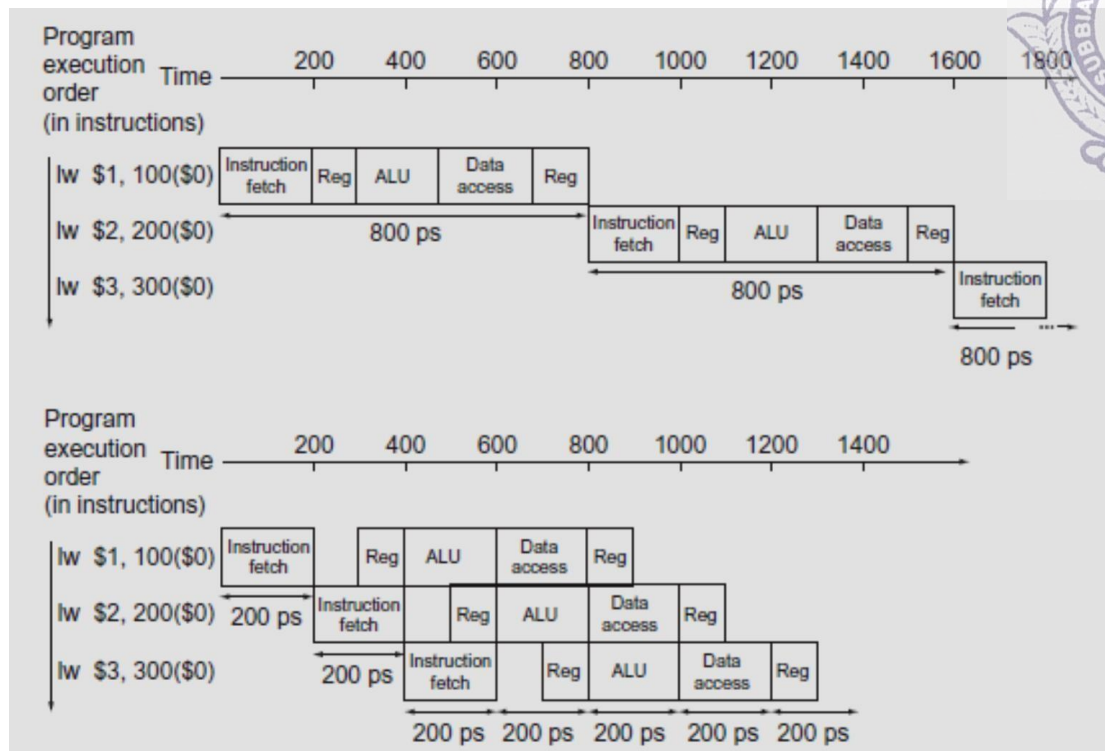 Program
execution
order
(in instructions)
Time
200 400 600 800 1000 1200 1400 1600 1800
lw $1, 100($0)
Instruction fetch
Reg
ALU
Data access
Reg
800 ps
lw $2, 200($0)
Instruction fetch
Reg
ALU
Data access
Reg
800 ps
lw $3, 300($0)
Instruction fetch
...
800 ps
Program
execution
order
(in instructions)
Time
200 400 600 800 1000 1200 1400
lw $1, 100($0)
Instruction fetch
Reg
ALU
Data access
Reg
200 ps
lw $2, 200($0)
Instruction fetch
Reg
ALU
Data access
Reg
200 ps
lw $3, 300($0)
Instruction fetch
Reg
ALU
Data access
Reg
200 ps 200 ps 200 ps 200 ps 200 ps
SUBBIA